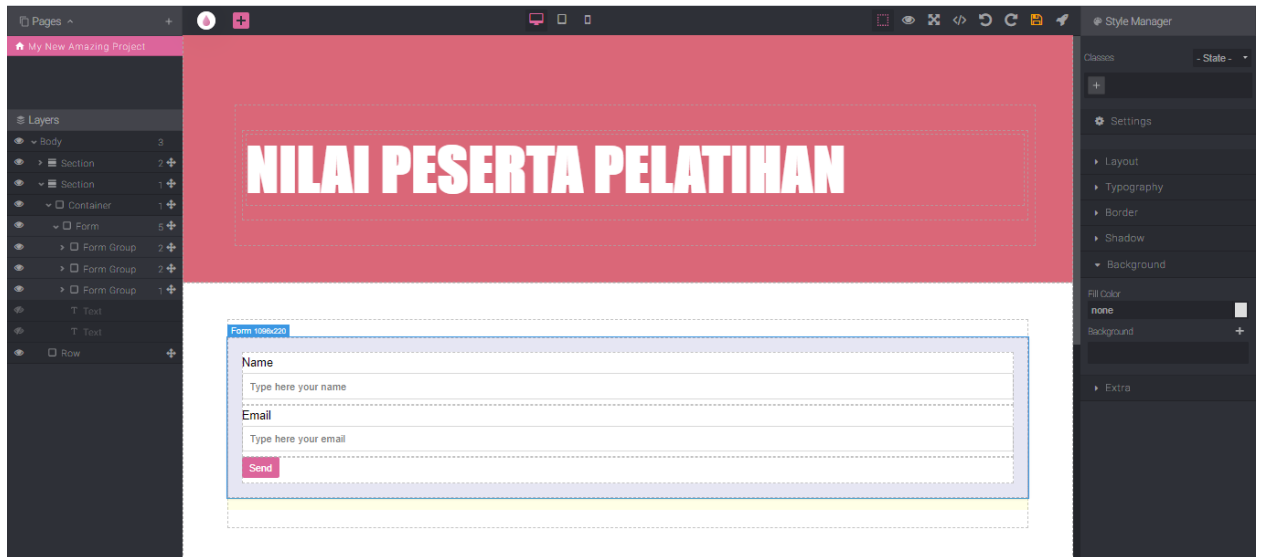 Pages
My New Amazing Project
Layers
Body 3
Section 2
Section 1
Container 1
Form 5
Form Group 2
Form Group 2
Form Group 1
T Text
T Text
Row
NILAI PESERTA PELATIHAN
Form 1096x220
Name
Type here your name
Email
Type here your email
Send
Style Manager
Classes - State -
Settings
Layout
Typography
Border
Shadow
Background
Fill Color
none
Background
Extra